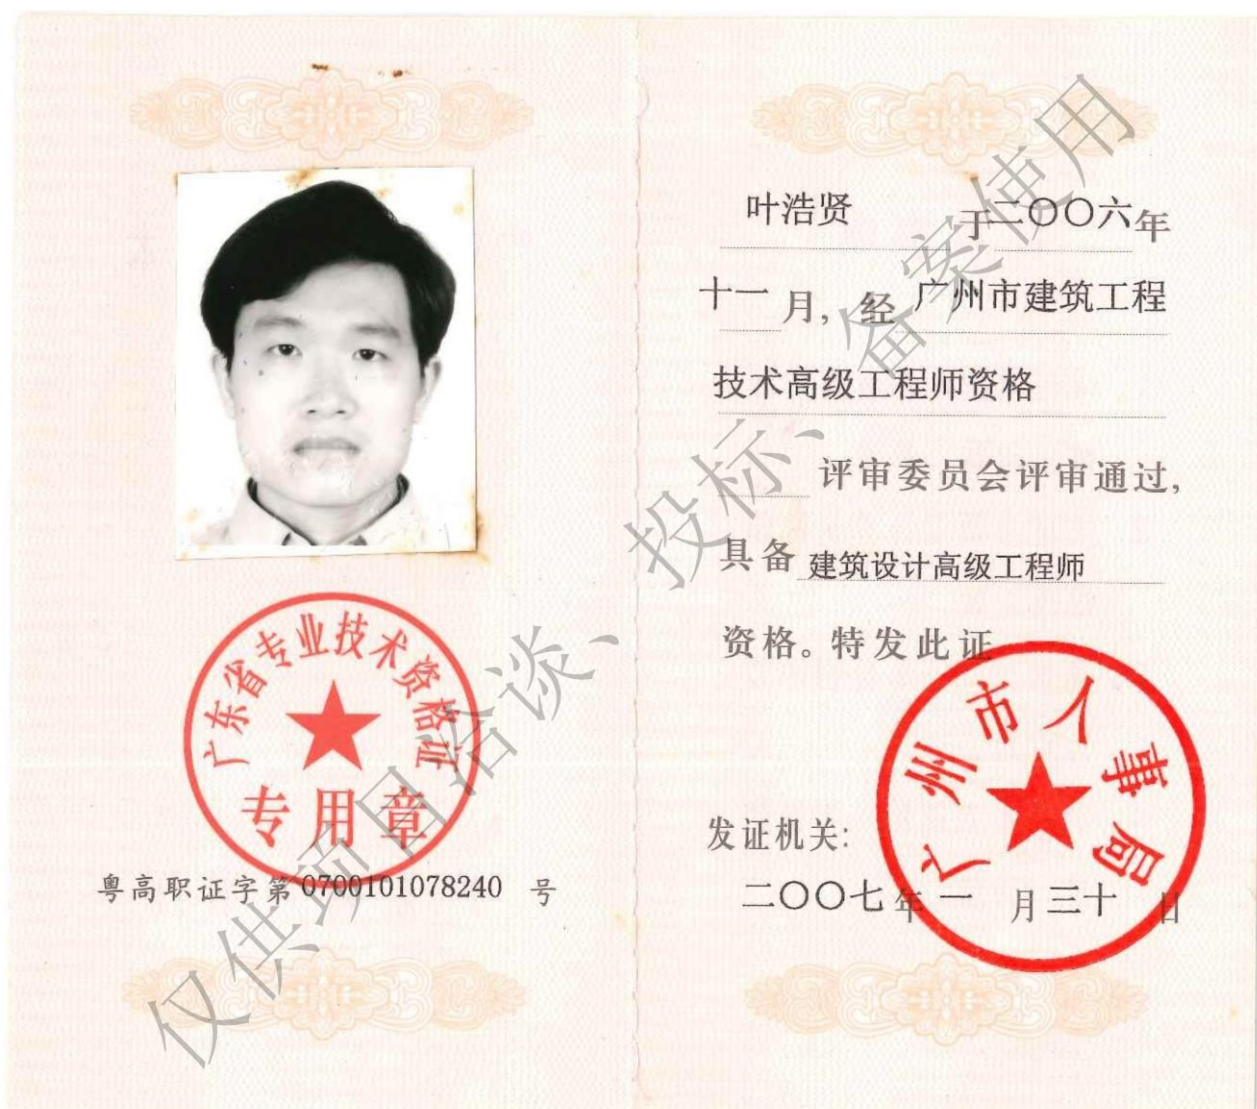 广东省专业技术资格证
专用章
粤高职证字第 0700101078240 号
叶浩贤 于二〇〇六年
十一月, 经广州市建筑工程
技术高级工程师资格
评审委员会评审通过,
具备 建筑设计高级工程师
资格。特发此证
广州市人事局
发证机关:
二〇〇七年一月三十日
仅供项目洽谈、投标、备案使用